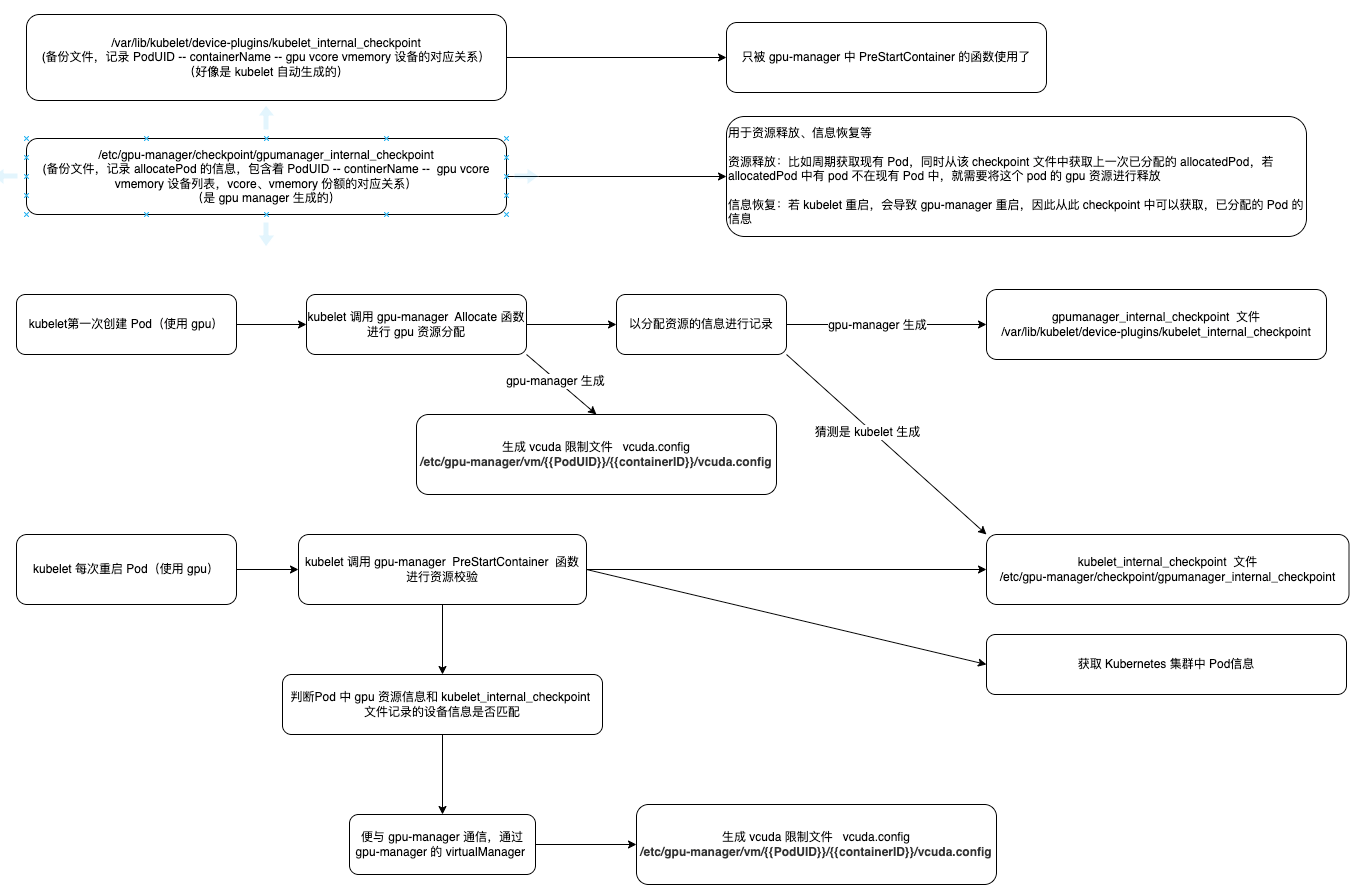 /var/lib/kubelet/device-plugins/kubelet_internal_checkpoint
(备份文件，记录 PodUID -- containerName -- gpu vcore vmemory 设备的对应关系）
（好像是 kubelet 自动生成的）
只被 gpu-manager 中 PreStartContainer 的函数使用了
/etc/gpu-manager/checkpoint/gpumanager_internal_checkpoint
(备份文件，记录 allocatePod 的信息，包含着 PodUID -- continerName -- gpu vcore
vmemory 设备列表，vcore、vmemory 份额的对应关系）
（是 gpu manager 生成的）
用于资源释放、信息恢复等
资源释放：比如周期获取现有 Pod，同时从该 checkpoint 文件中获取上一次已分配的 allocatedPod，若
allocatedPod 中有 pod 不在现有 Pod 中，就需要将这个 pod 的 gpu 资源进行释放
信息恢复：若 kubelet 重启，会导致 gpu-manager 重启，因此从此 checkpoint 中可以获取，已分配的 Pod 的
信息
kubelet第一次创建 Pod（使用 gpu）
kubelet 调用 gpu-manager Allocate 函数
进行 gpu 资源分配
以分配资源的信息进行记录
gpu-manager 生成
gpumanager_internal_checkpoint 文件
/var/lib/kubelet/device-plugins/kubelet_internal_checkpoint
gpu-manager 生成
猜测是 kubelet 生成
生成 vcuda 限制文件 vcuda.config
/etc/gpu-manager/vm/{{PodUID}}/{{containerID}}/vcuda.config
kubelet 每次重启 Pod（使用 gpu）
kubelet 调用 gpu-manager PreStartContainer 函数
进行资源校验
kubelet_internal_checkpoint 文件
/etc/gpu-manager/checkpoint/gpumanager_internal_checkpoint
获取 Kubernetes 集群中 Pod信息
判断Pod 中 gpu 资源信息和 kubelet_internal_checkpoint
文件记录的设备信息是否匹配
便与 gpu-manager 通信，通过
gpu-manager 的 virtualManager
生成 vcuda 限制文件 vcuda.config
/etc/gpu-manager/vm/{{PodUID}}/{{containerID}}/vcuda.config